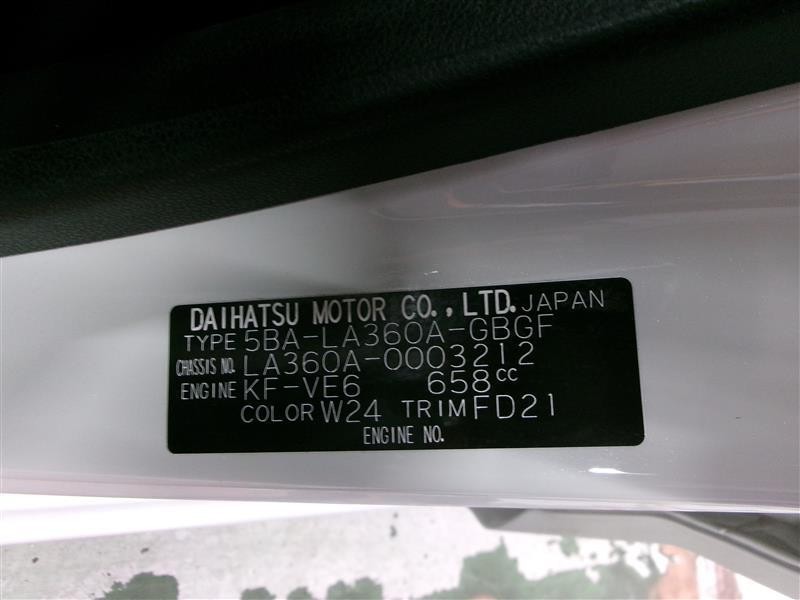 DAIHATSU MOTOR CO., LTD. JAPAN
TYPE 5BA-LA360A-GBGF
CHASSIS NO. LA360A-0003212
ENGINE KF-VE6 658cc
COLOR W24 TRIM FD21
ENGINE NO.